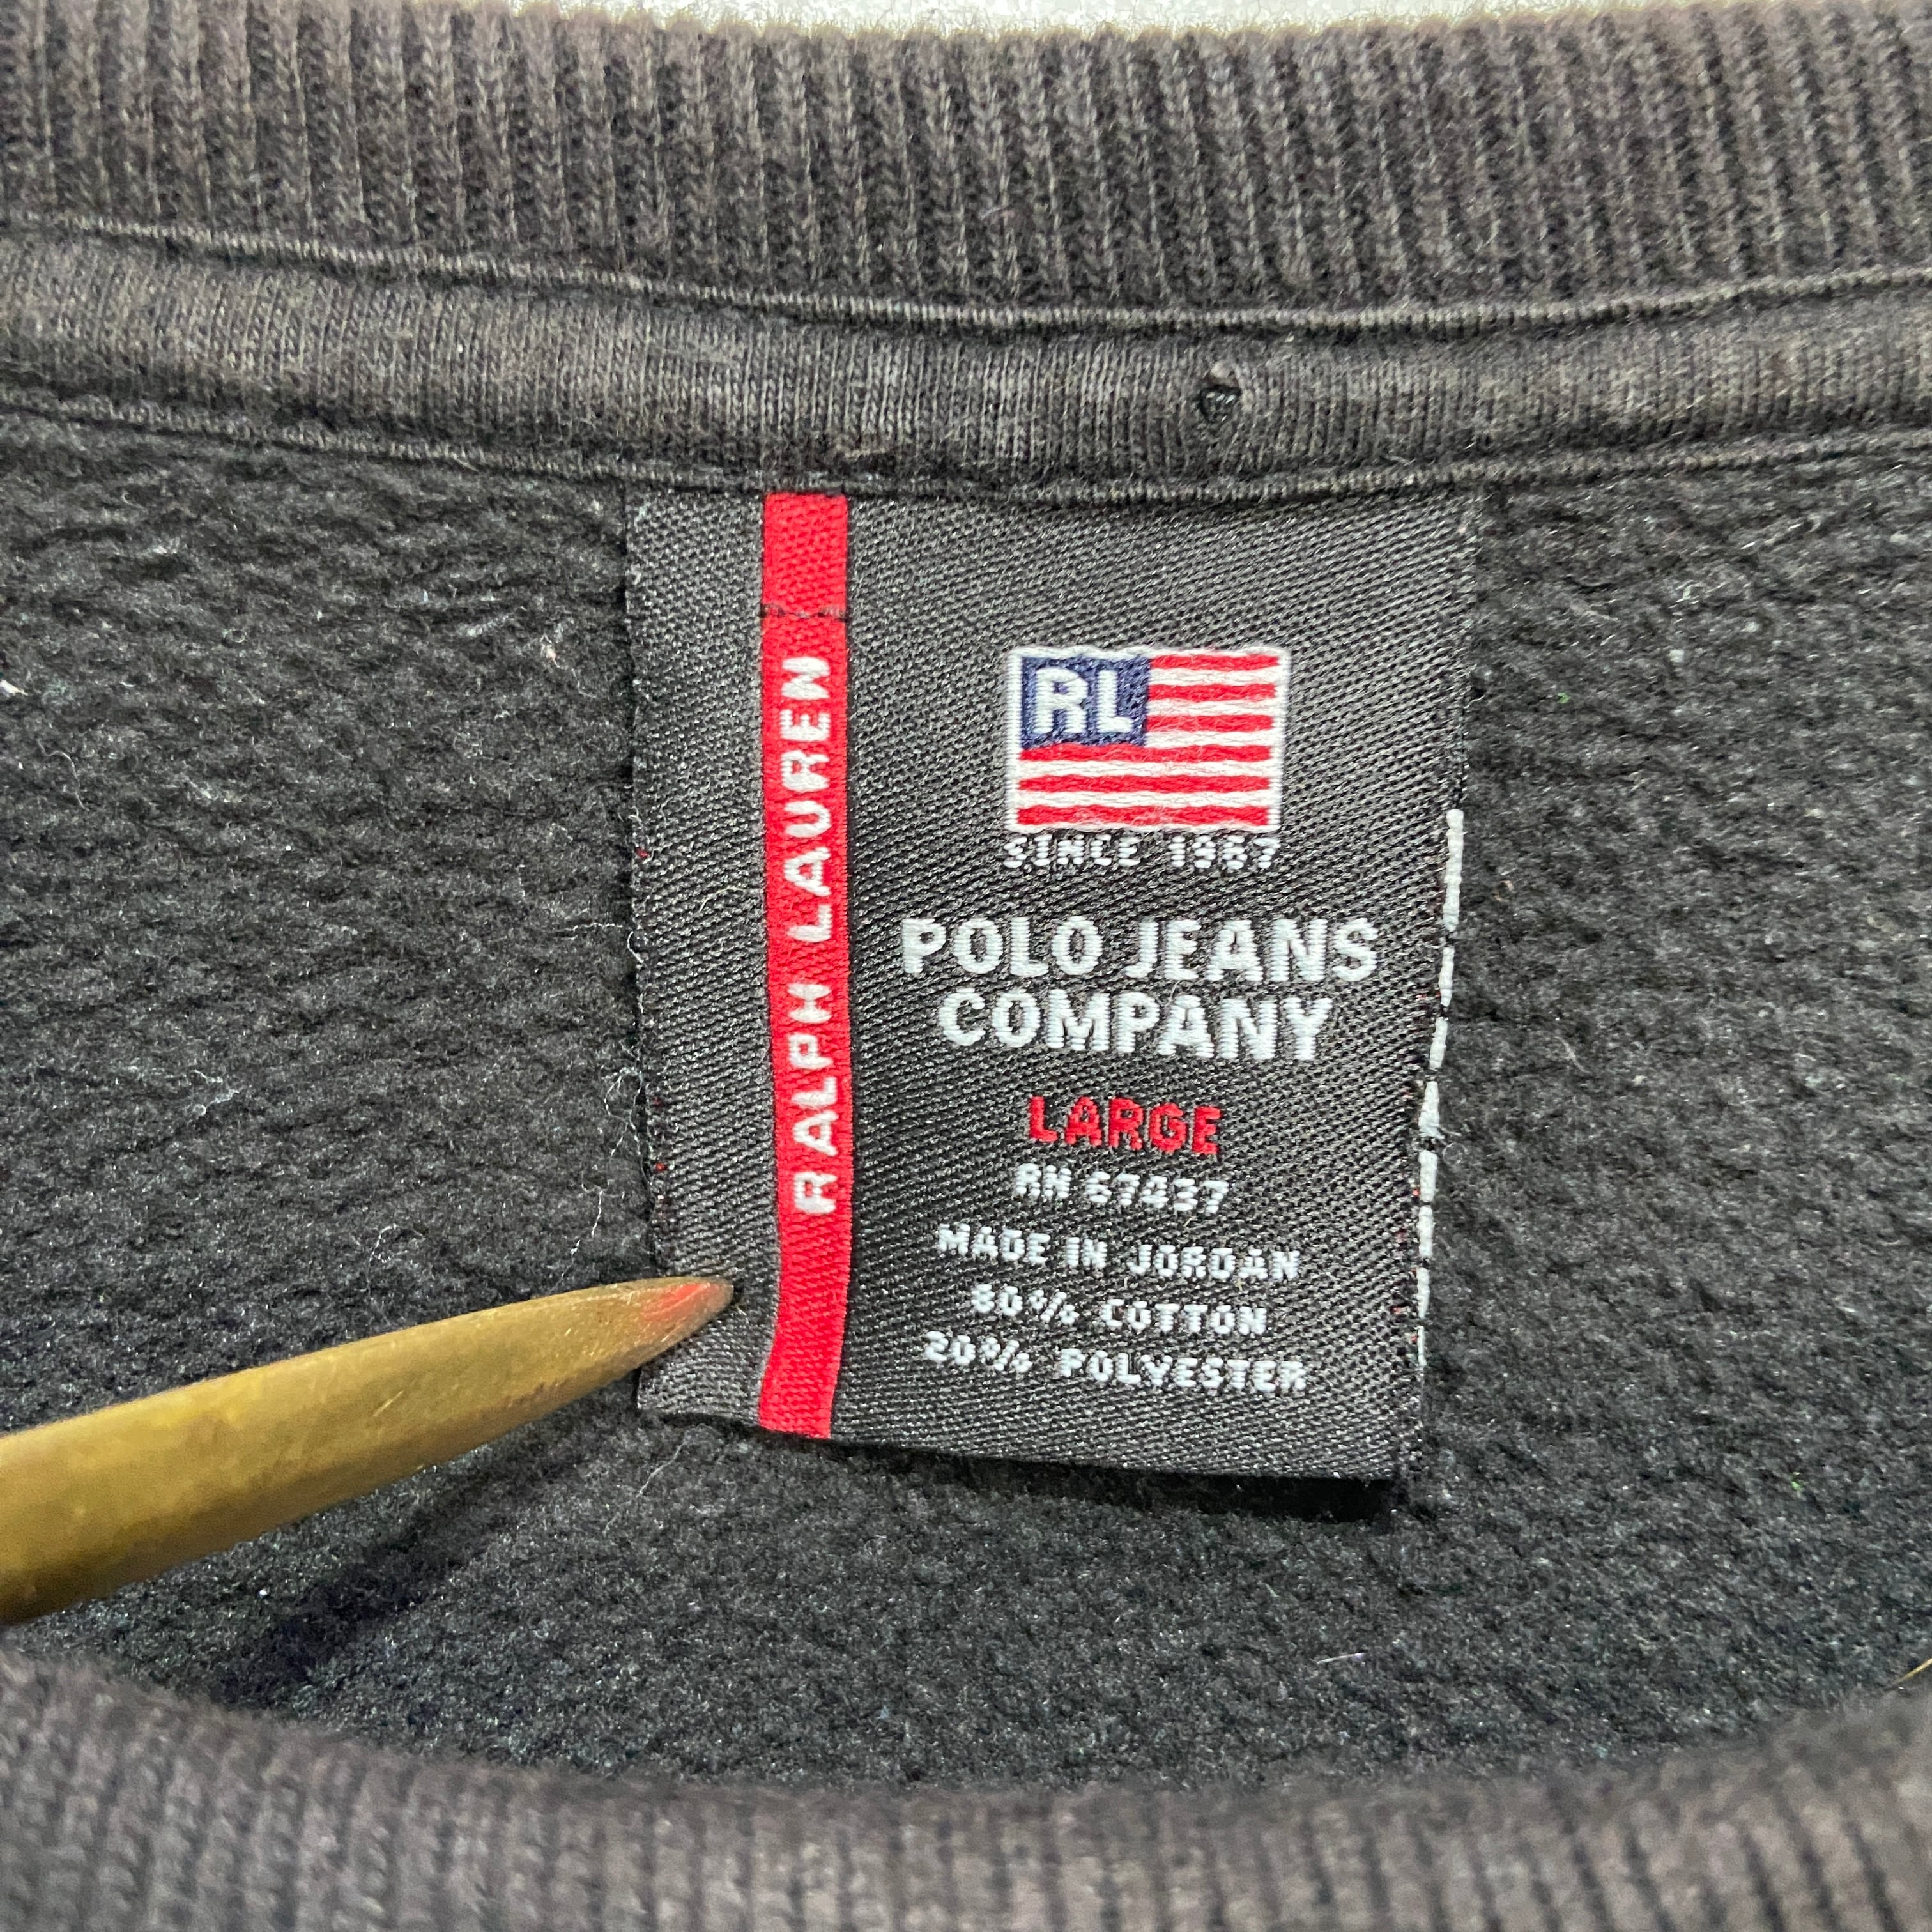 RALPH LAUREN
RL
SINCE 1967
POLO JEANS
COMPANY
LARGE
RN 67437
MADE IN JORDAN
80% COTTON
20% POLYESTER